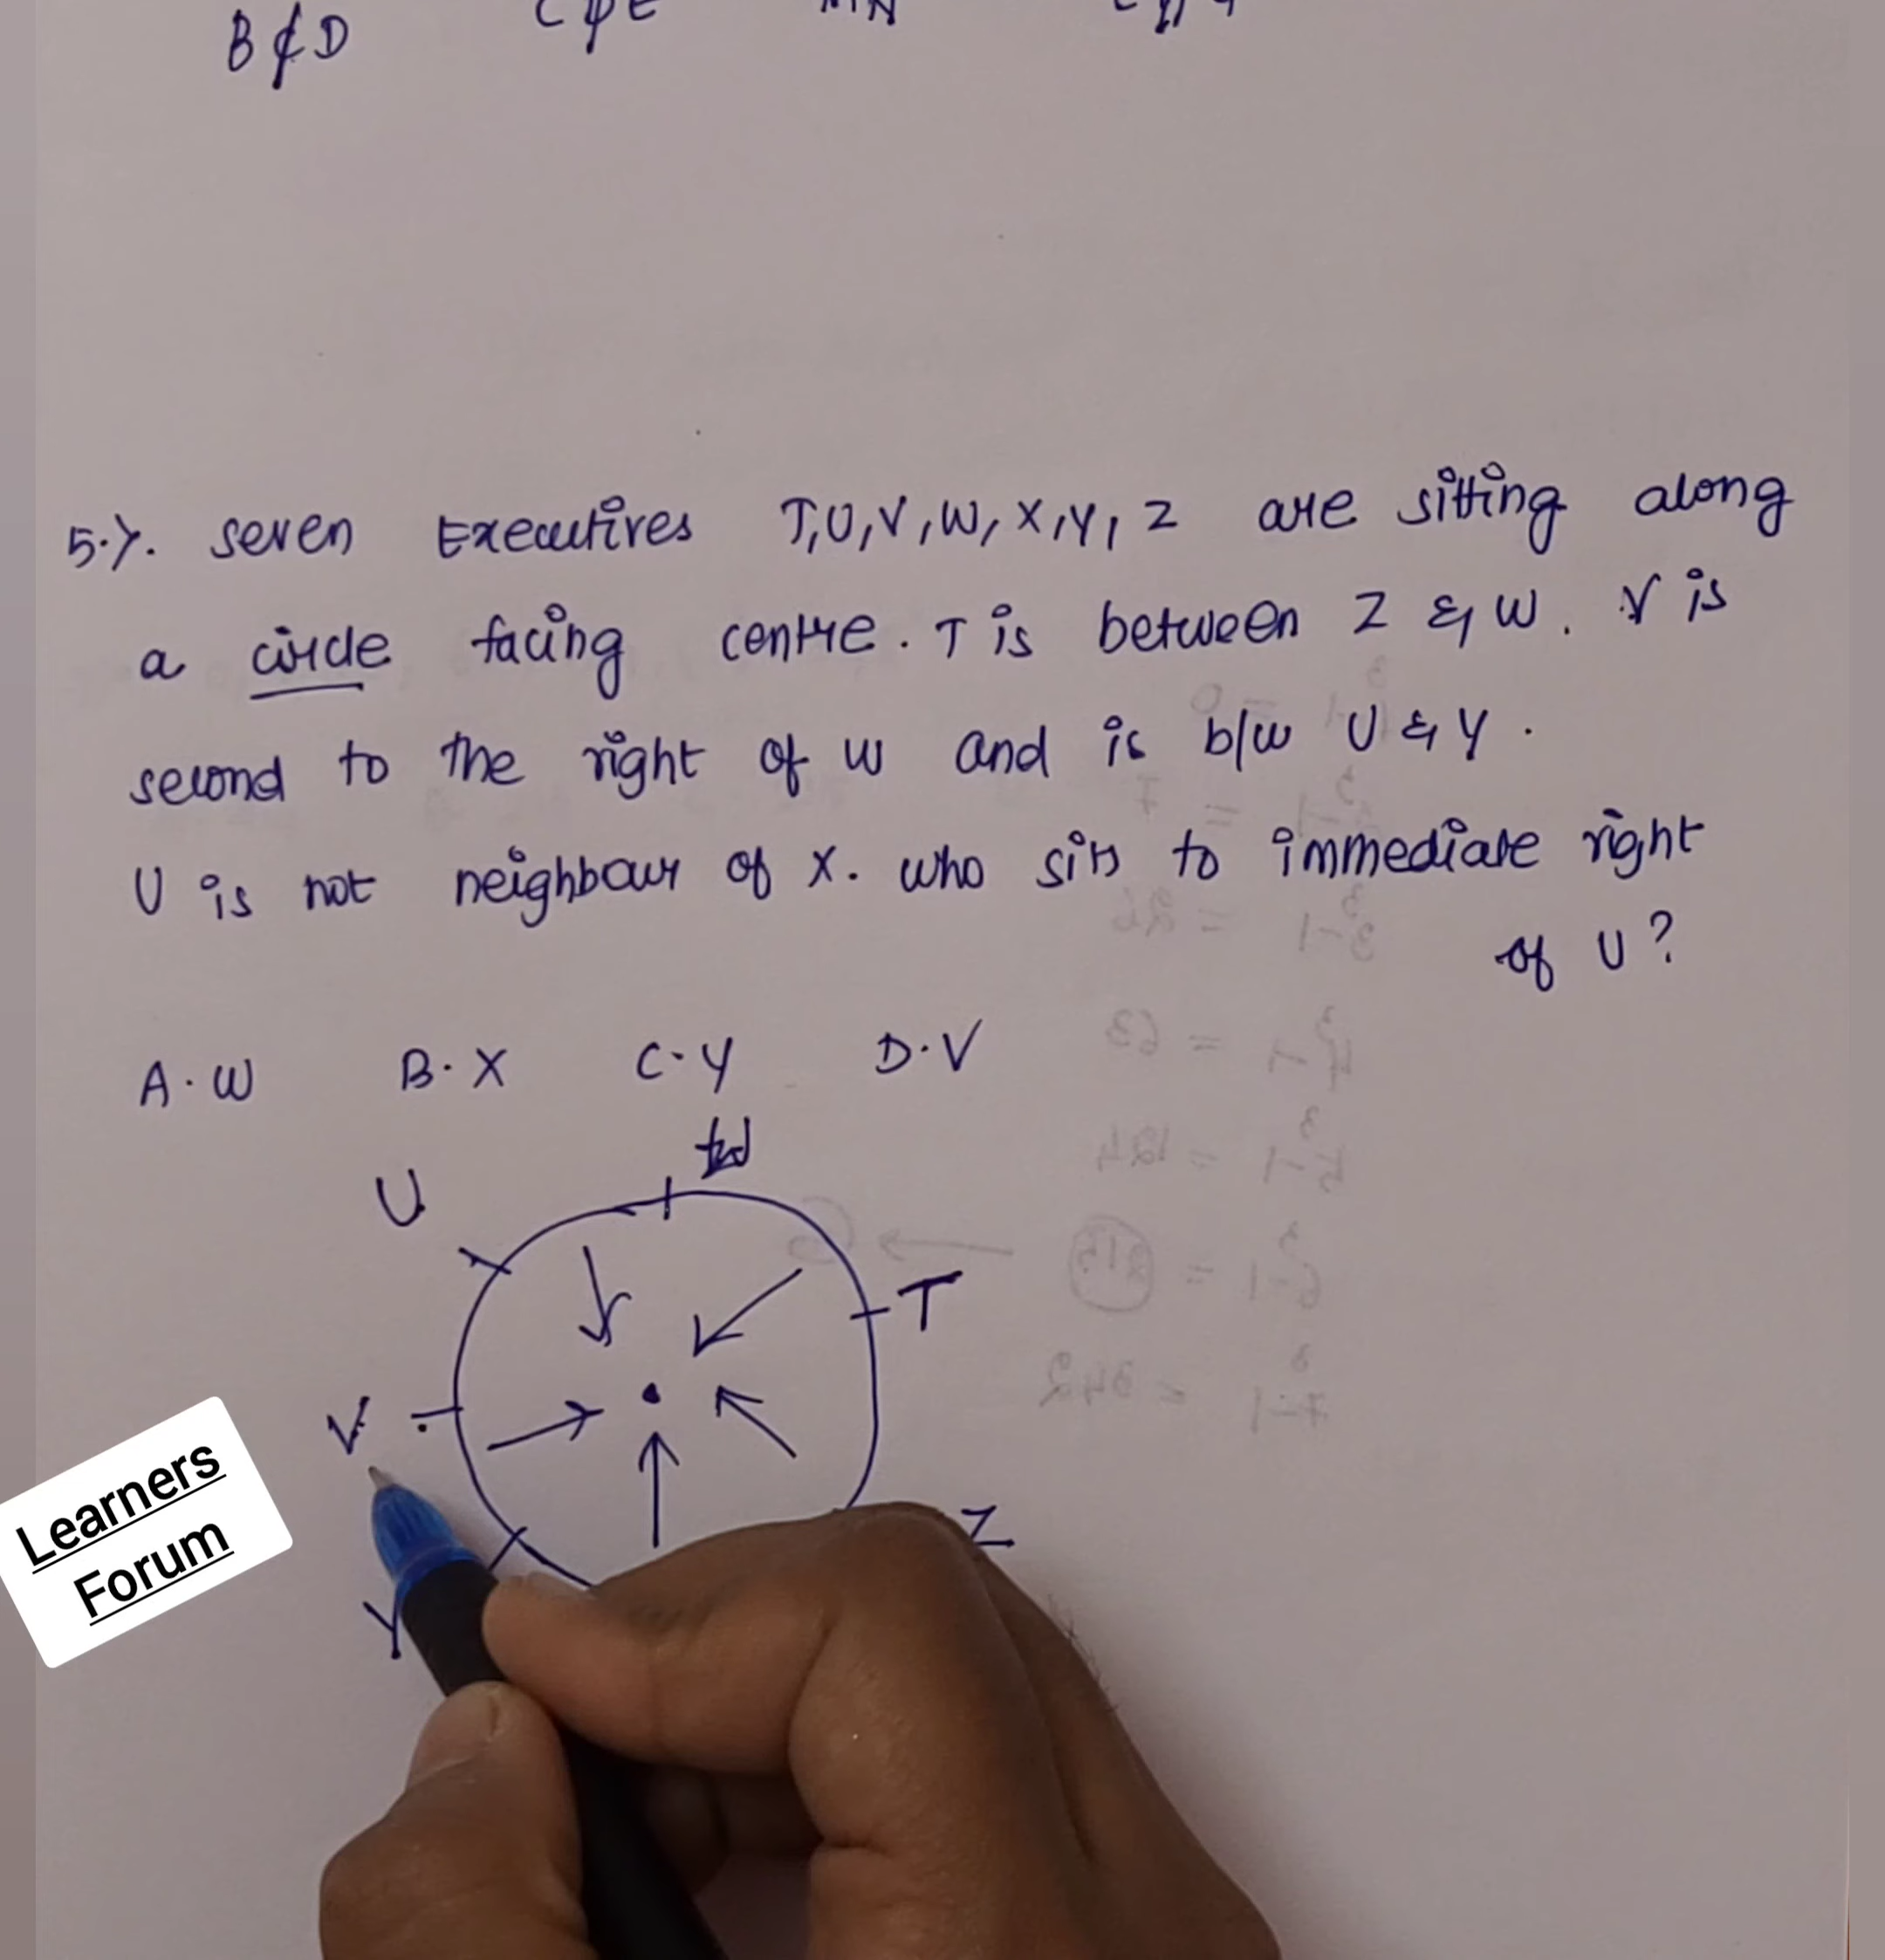 B & D
5.). seven Executives T, U, V, W, X, Y, Z are sitting along
a circle facing centre. T is between Z & W. V is
second to the right of W and is b/w U & Y.
U is not neighbour of X. who sits to immediate right
of U?
A. W B. X C. Y D. V
U
T
V
Z
Y
Learners
Forum